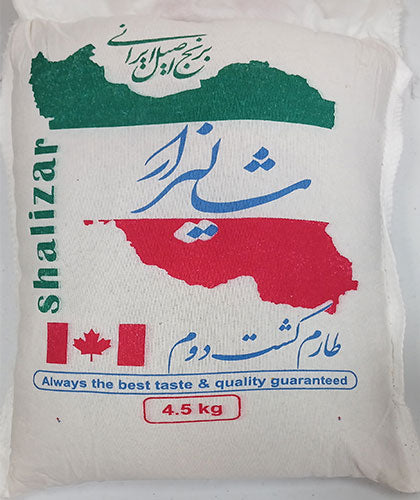 برنج اصیل ایرانی
شالیزار
shalizar
طارم کشت دوم
Always the best taste & quality guaranteed
4.5 kg